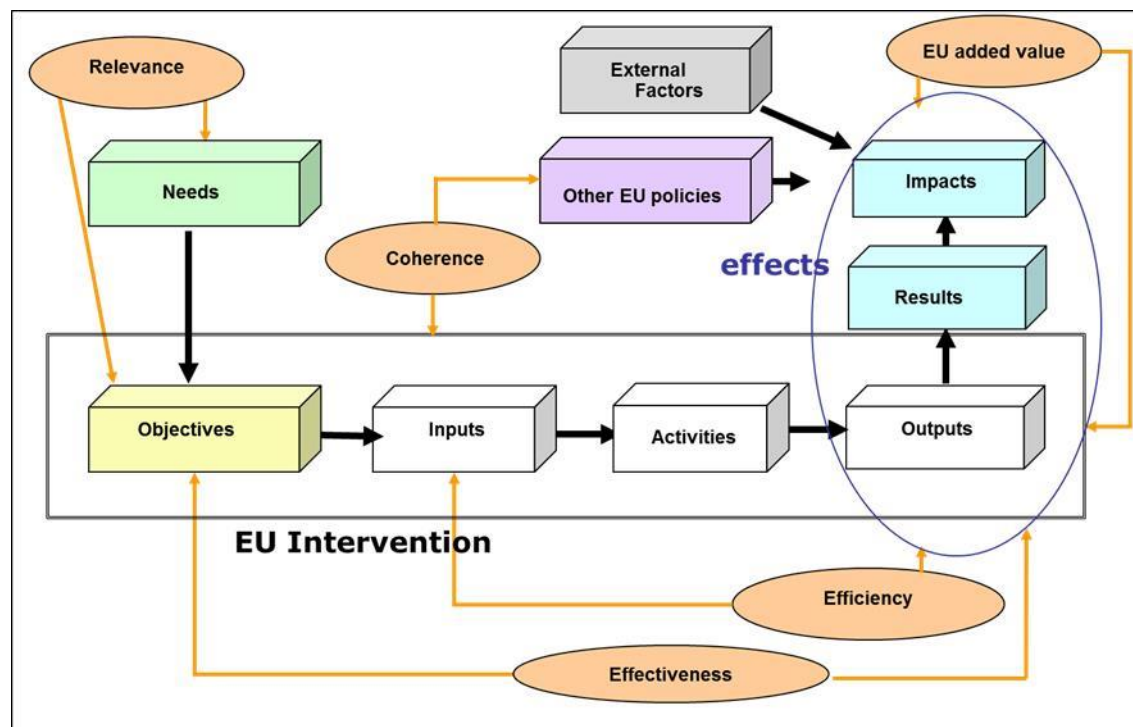 EU added value
Relevance
External
Factors
Needs
Other EU policies
Impacts
Coherence
effects
Results
Objectives
Inputs
Activities
Outputs
EU Intervention
Efficiency
Effectiveness